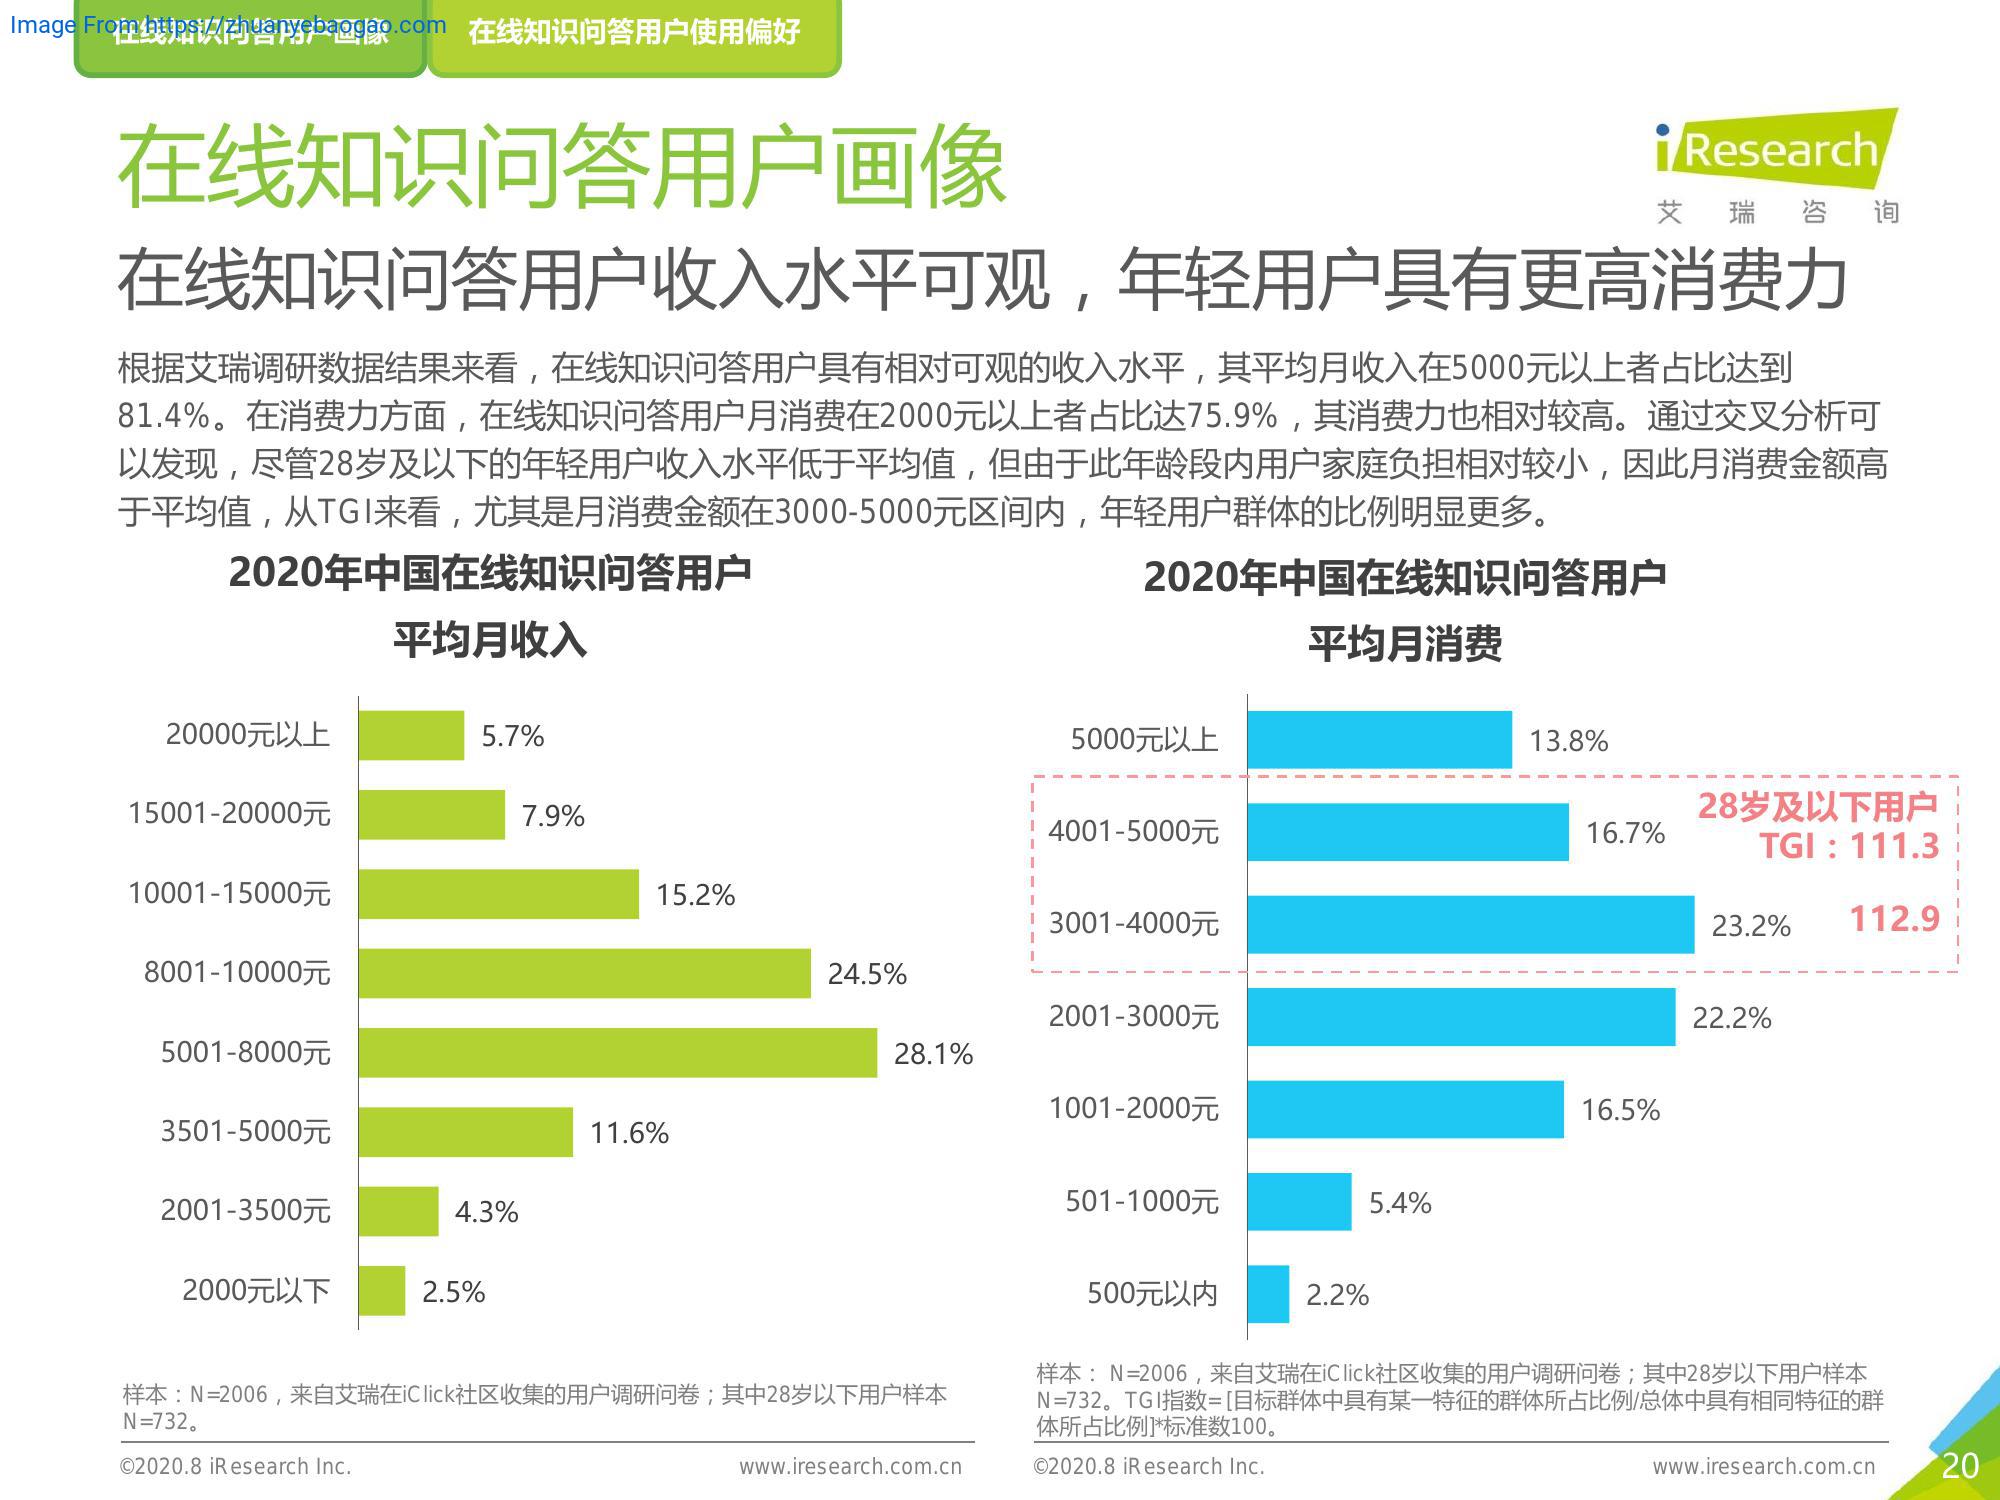 Image From https://zhuanyebaogao.com
在线知识问答用户画像
在线知识问答用户使用偏好
在线知识问答用户画像
iResearch
艾瑞咨询
在线知识问答用户收入水平可观，年轻用户具有更高消费力
根据艾瑞调研数据结果来看，在线知识问答用户具有相对可观的收入水平，其平均月收入在5000元以上者占比达到
81.4%。在消费力方面，在线知识问答用户月消费在2000元以上者占比达75.9%，其消费力也相对较高。通过交叉分析可
以发现，尽管28岁及以下的年轻用户收入水平低于平均值，但由于此年龄段内用户家庭负担相对较小，因此月消费金额高
于平均值，从TGI来看，尤其是月消费金额在3000-5000元区间内，年轻用户群体的比例明显更多。
2020年中国在线知识问答用户
平均月收入
20000元以上 5.7%
15001-20000元 7.9%
10001-15000元 15.2%
8001-10000元 24.5%
5001-8000元 28.1%
3501-5000元 11.6%
2001-3500元 4.3%
2000元以下 2.5%
样本：N=2006，来自艾瑞在iClick社区收集的用户调研问卷；其中28岁以下用户样本
N=732。
©2020.8 iResearch Inc. www.iresearch.com.cn
2020年中国在线知识问答用户
平均月消费
5000元以上 13.8%
28岁及以下用户
4001-5000元 16.7% TGI：111.3
3001-4000元 23.2% 112.9
2001-3000元 22.2%
1001-2000元 16.5%
501-1000元 5.4%
500元以内 2.2%
样本： N=2006，来自艾瑞在iClick社区收集的用户调研问卷；其中28岁以下用户样本
N=732。TGI指数=[目标群体中具有某一特征的群体所占比例/总体中具有相同特征的群
体所占比例]*标准数100。
©2020.8 iResearch Inc. www.iresearch.com.cn
20